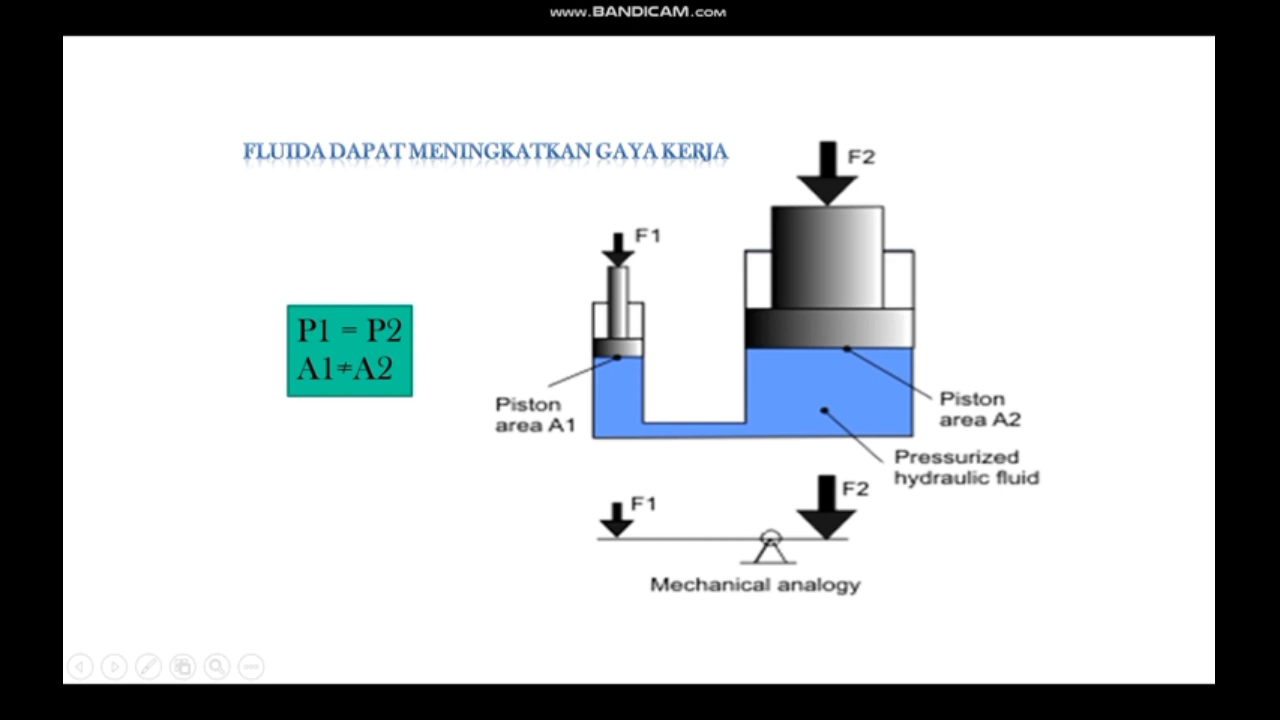 www.BANDICAM.com
FLUIDA DAPAT MENINGKATKAN GAYA KERJA
F2
F1
P1 = P2
A1≠A2
Piston
area A1
Piston
area A2
Pressurized
hydraulic fluid
F1
F2
Mechanical analogy